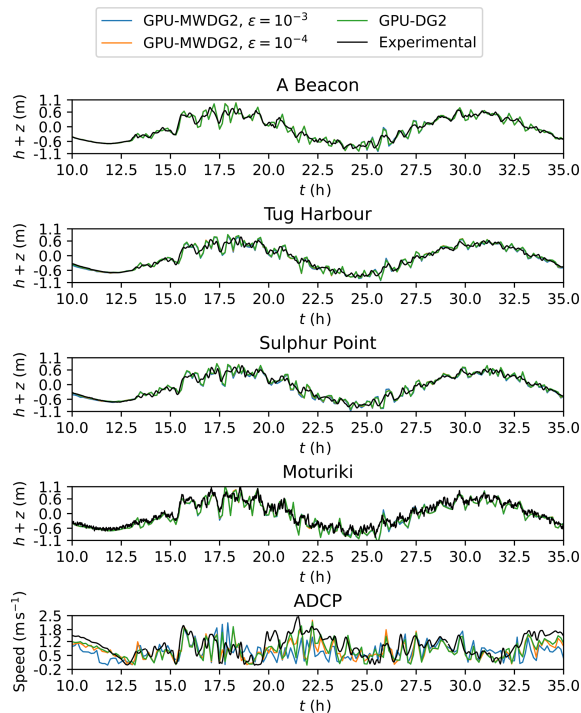 GPU-MWDG2, ε = 10⁻³ GPU-DG2
GPU-MWDG2, ε = 10⁻⁴ Experimental
A Beacon
h + z (m)
1.1
0.6
0.0
-0.6
-1.1
10.0 12.5 15.0 17.5 20.0 22.5 25.0 27.5 30.0 32.5 35.0
t (h)
Tug Harbour
h + z (m)
1.1
0.6
0.0
-0.6
-1.1
10.0 12.5 15.0 17.5 20.0 22.5 25.0 27.5 30.0 32.5 35.0
t (h)
Sulphur Point
h + z (m)
1.1
0.6
0.0
-0.6
-1.1
10.0 12.5 15.0 17.5 20.0 22.5 25.0 27.5 30.0 32.5 35.0
t (h)
Moturiki
h + z (m)
1.1
0.6
0.0
-0.6
-1.1
10.0 12.5 15.0 17.5 20.0 22.5 25.0 27.5 30.0 32.5 35.0
t (h)
ADCP
Speed (ms⁻¹)
2.5
1.8
1.2
0.5
-0.2
10.0 12.5 15.0 17.5 20.0 22.5 25.0 27.5 30.0 32.5 35.0
t (h)